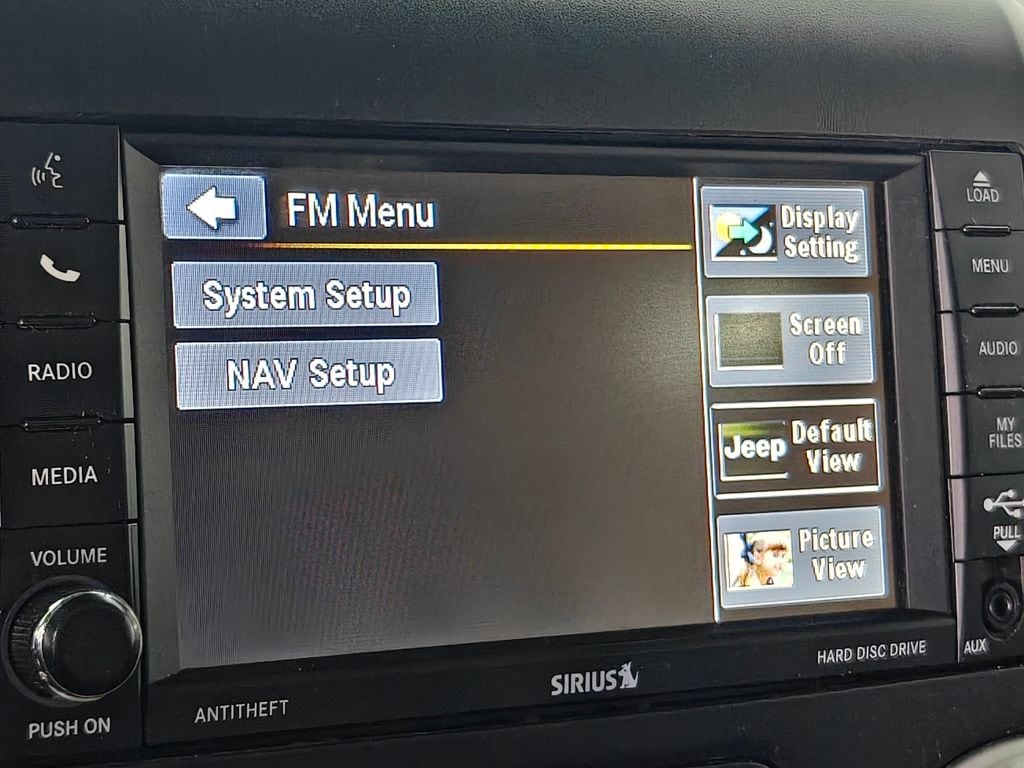 RADIO
MEDIA
VOLUME
PUSH ON
FM Menu
System Setup
NAV Setup
Display
Setting
Screen
Off
Jeep
Default
View
Picture
View
ANTITHEFT
SIRIUS
HARD DISC DRIVE
LOAD
MENU
AUDIO
MY
FILES
PULL
AUX